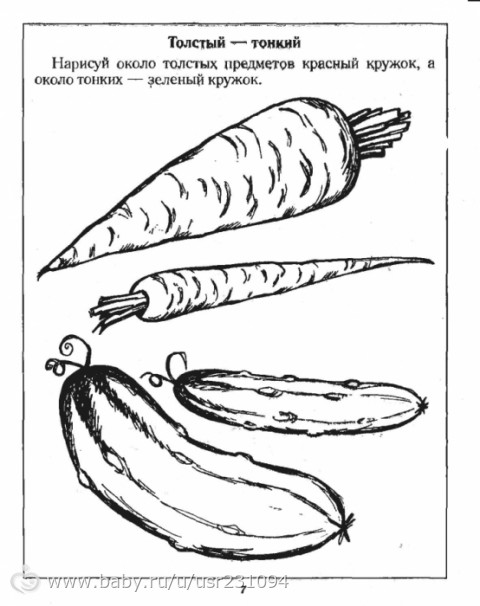 Толстый — тонкий
Нарисуй около толстых предметов красный кружок, а
около тонких — зеленый кружок.
www.baby.ru/u/usr231094
7